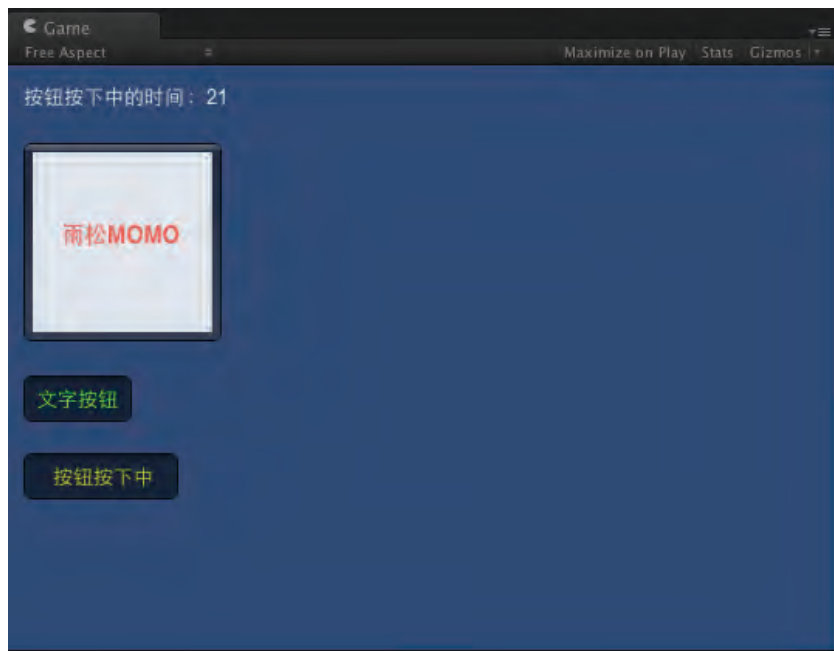 Game
Free Aspect Maximize on Play Stats Gizmos
按钮按下中的时间：21
雨松MOMO
文字按钮
按钮按下中